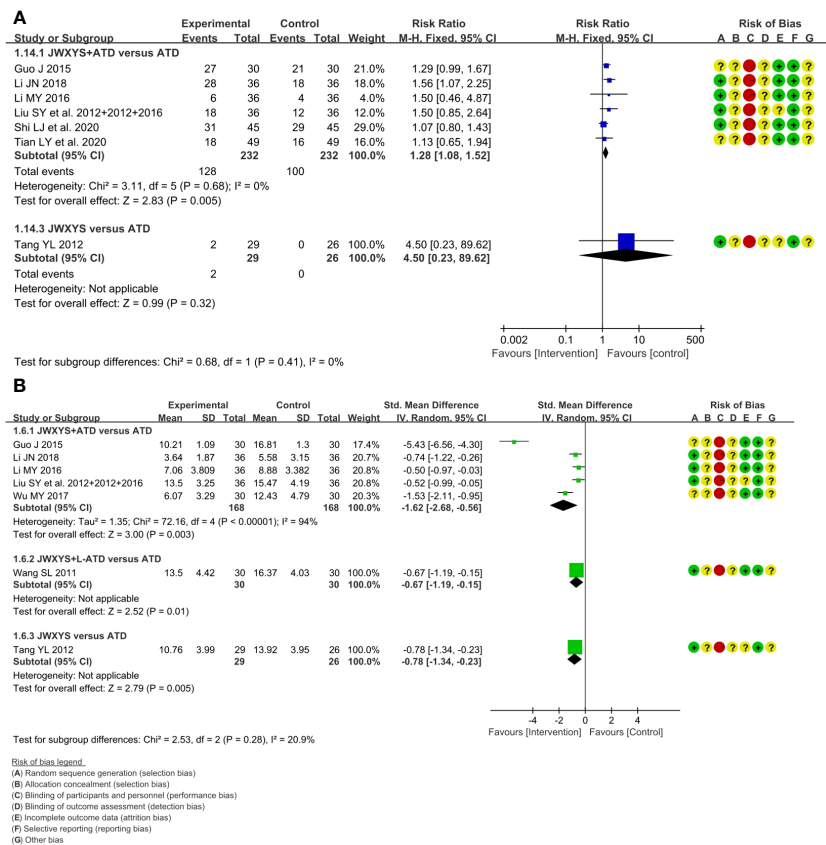 A
Experimental Control Risk Ratio Risk Ratio Risk of Bias
Study or Subgroup Events Total Events Total Weight M-H, Fixed, 95% CI M-H, Fixed, 95% CI A B C D E F G
1.14.1 JWXYS+ATD versus ATD
Guo J 2015 27 30 21 30 21.0% 1.29 [0.99, 1.67] ? ? ? + + ?
Li JN 2018 28 36 18 36 18.0% 1.56 [1.07, 2.25] + ? ? + + ?
Li MY 2016 6 36 4 36 4.0% 1.50 [0.46, 4.87] + ? ? + + ?
Liu SY et al. 2012+2012+2016 18 36 12 36 12.0% 1.50 [0.85, 2.64] + ? ? ? + ?
Shi LJ et al. 2020 31 45 29 45 29.0% 1.07 [0.80, 1.43] + ? ? + + ?
Tian LY et al. 2020 18 49 16 49 16.0% 1.13 [0.65, 1.94] + ? ? + + ?
Subtotal (95% CI) 232 232 100.0% 1.28 [1.08, 1.52]
Total events 128 100
Heterogeneity: Chi² = 3.11, df = 5 (P = 0.68); I² = 0%
Test for overall effect: Z = 2.83 (P = 0.005)
1.14.3 JWXYS versus ATD
Tang YL 2012 2 29 0 26 100.0% 4.50 [0.23, 89.62] + ? ? ? + ?
Subtotal (95% CI) 29 26 100.0% 4.50 [0.23, 89.62]
Total events 2 0
Heterogeneity: Not applicable
Test for overall effect: Z = 0.99 (P = 0.32)
0.002 0.1 1 10 500
Favours [Intervention] Favours [control]
Test for subgroup differences: Chi² = 0.68, df = 1 (P = 0.41), I² = 0%
B
Experimental Control Std. Mean Difference Std. Mean Difference Risk of Bias
Study or Subgroup Mean SD Total Mean SD Total Weight IV, Random, 95% CI IV, Random, 95% CI A B C D E F G
1.6.1 JWXYS+ATD versus ATD
Guo J 2015 10.21 1.09 30 16.81 1.3 30 17.4% -5.43 [-6.56, -4.30] ? ? ? + + ?
Li JN 2018 3.64 1.87 36 5.58 3.15 36 20.7% -0.74 [-1.22, -0.26] + ? ? + + ?
Li MY 2016 7.06 3.809 36 8.88 3.382 36 20.8% -0.50 [-0.97, -0.03] + ? ? + + ?
Liu SY et al. 2012+2012+2016 13.5 3.25 36 15.47 4.19 36 20.8% -0.52 [-0.99, -0.05] + ? ? ? + ?
Wu MY 2017 6.07 3.29 30 12.43 4.79 30 20.3% -1.53 [-2.11, -0.95] ? ? ? + + ?
Subtotal (95% CI) 168 168 100.0% -1.62 [-2.68, -0.56]
Heterogeneity: Tau² = 1.35; Chi² = 72.16, df = 4 (P < 0.00001); I² = 94%
Test for overall effect: Z = 3.00 (P = 0.003)
1.6.2 JWXYS+L-ATD versus ATD
Wang SL 2011 13.5 4.42 30 16.37 4.03 30 100.0% -0.67 [-1.19, -0.15] + ? ? + + ?
Subtotal (95% CI) 30 30 100.0% -0.67 [-1.19, -0.15]
Heterogeneity: Not applicable
Test for overall effect: Z = 2.52 (P = 0.01)
1.6.3 JWXYS versus ATD
Tang YL 2012 10.76 3.99 29 13.92 3.95 26 100.0% -0.78 [-1.34, -0.23] + ? ? ? + ?
Subtotal (95% CI) 29 26 100.0% -0.78 [-1.34, -0.23]
Heterogeneity: Not applicable
Test for overall effect: Z = 2.79 (P = 0.005)
-4 -2 0 2 4
Favours [Intervention] Favours [Control]
Test for subgroup differences: Chi² = 2.53, df = 2 (P = 0.28), I² = 20.9%
Risk of bias legend
(A) Random sequence generation (selection bias)
(B) Allocation concealment (selection bias)
(C) Blinding of participants and personnel (performance bias)
(D) Blinding of outcome assessment (detection bias)
(E) Incomplete outcome data (attrition bias)
(F) Selective reporting (reporting bias)
(G) Other bias